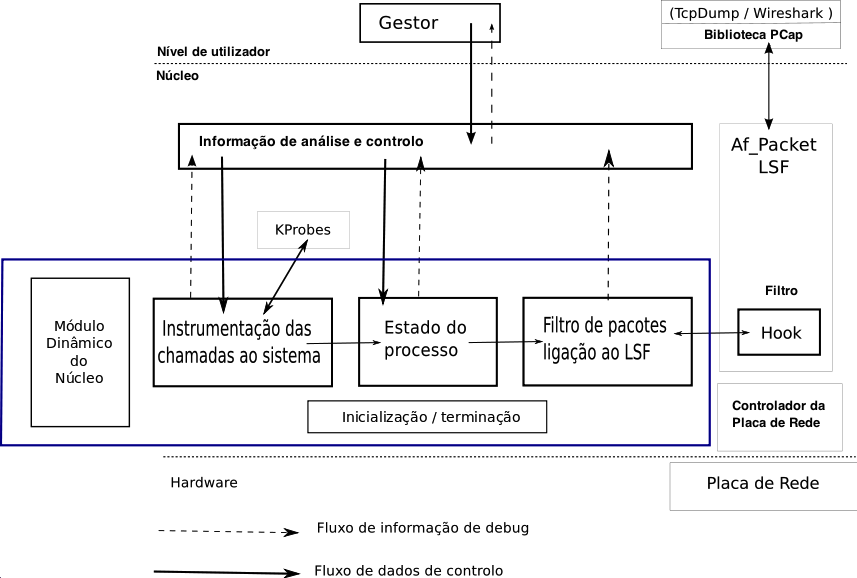 Gestor
(TcpDump / Wireshark )
Biblioteca PCap
Nível de utilizador
Núcleo
Informação de análise e controlo
Af_Packet
LSF
KProbes
Módulo
Dinâmico
do
Núcleo
Instrumentação das
chamadas ao sistema
Estado do
processo
Filtro de pacotes
ligação ao LSF
Filtro
Hook
Inicialização / terminação
Controlador da
Placa de Rede
Hardware
Placa de Rede
Fluxo de informação de debug
Fluxo de dados de controlo